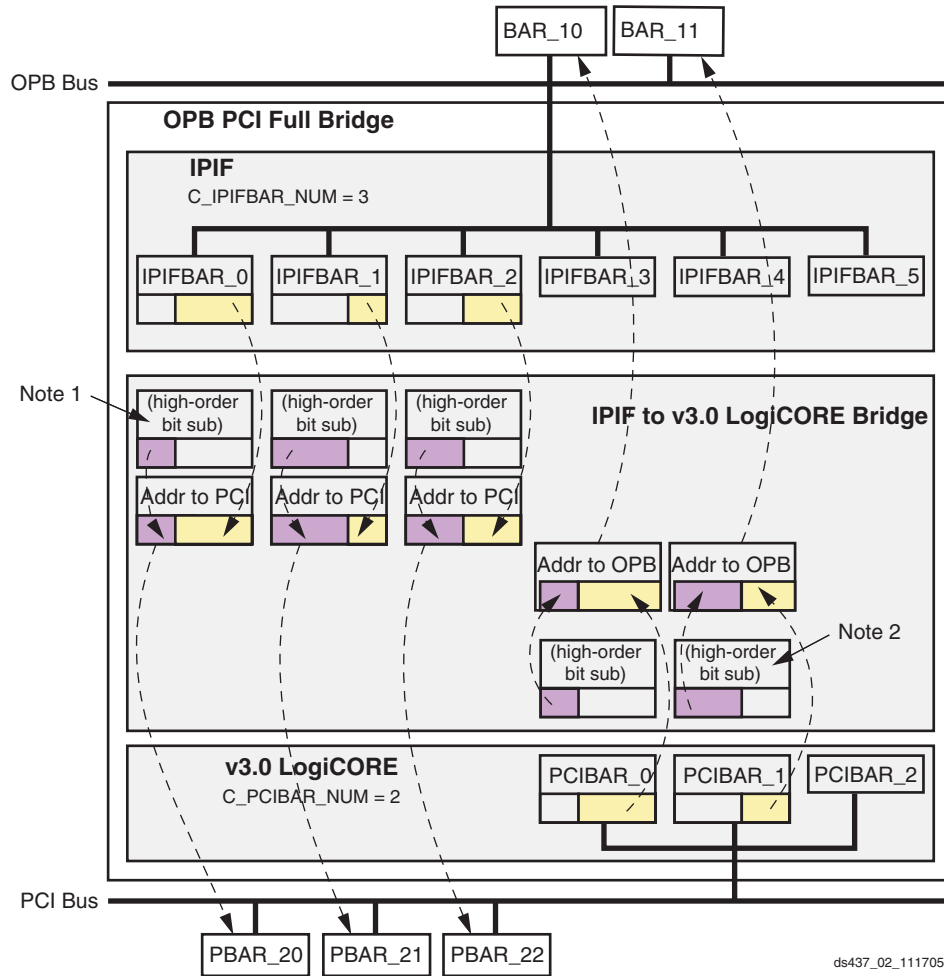 BAR_10 BAR_11
OPB Bus
OPB PCI Full Bridge
IPIF
C_IPIFBAR_NUM = 3
IPIFBAR_0 IPIFBAR_1 IPIFBAR_2 IPIFBAR_3 IPIFBAR_4 IPIFBAR_5
Note 1
(high-order
bit sub)
(high-order
bit sub)
(high-order
bit sub)
IPIF to v3.0 LogiCORE Bridge
Addr to PCI Addr to PCI Addr to PCI
Addr to OPB Addr to OPB
Note 2
(high-order
bit sub)
(high-order
bit sub)
v3.0 LogiCORE
C_PCIBAR_NUM = 2
PCIBAR_0 PCIBAR_1 PCIBAR_2
PCI Bus
PBAR_20 PBAR_21 PBAR_22
ds437_02_111705